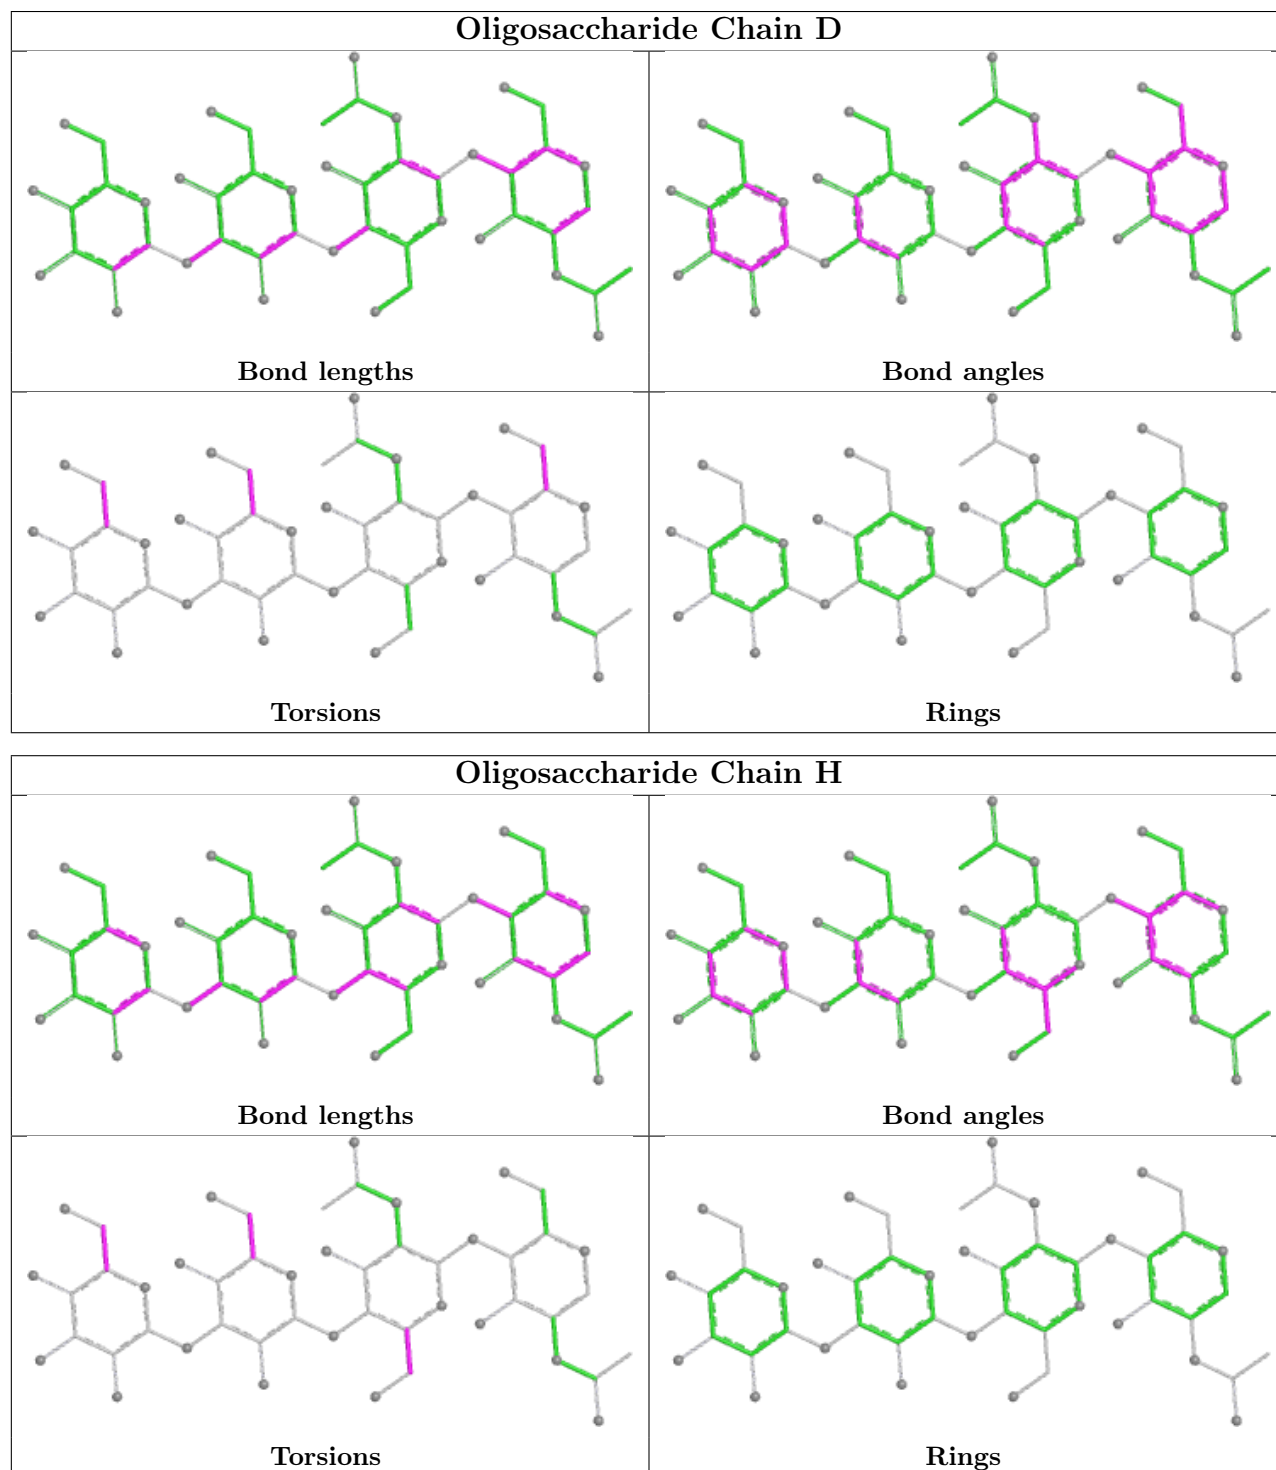 Oligosaccharide Chain D
Bond lengths
Bond angles
Torsions
Rings
Oligosaccharide Chain H
Bond lengths
Bond angles
Torsions
Rings